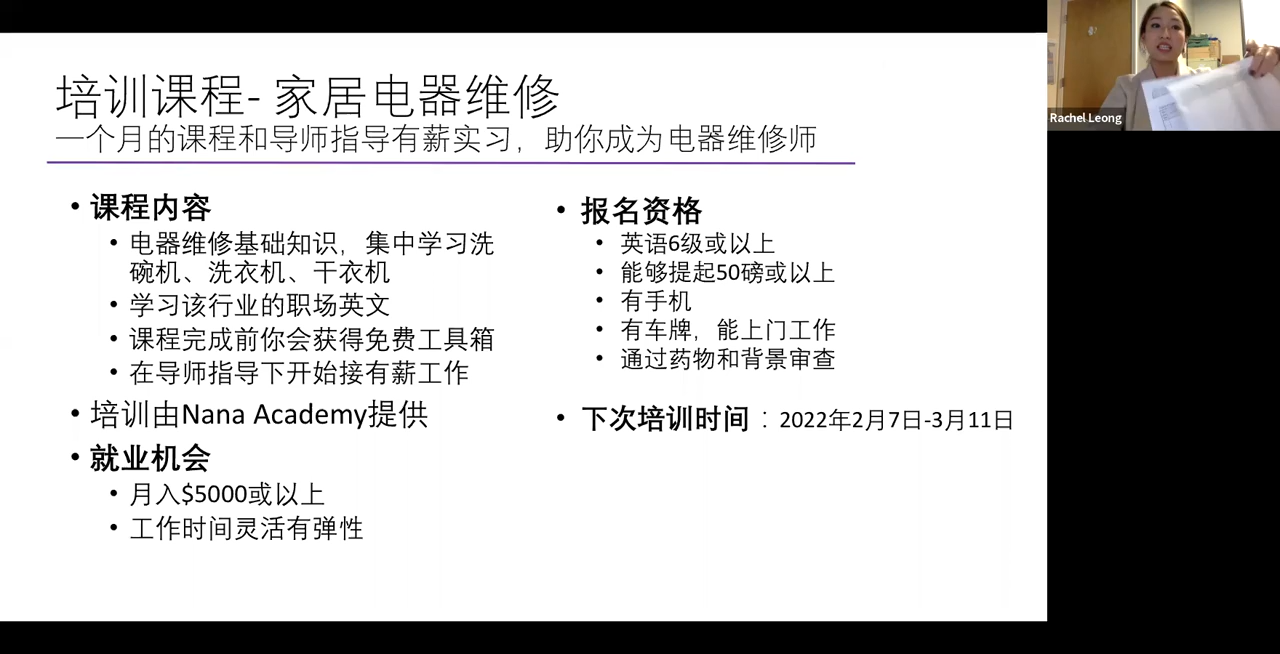 培训课程- 家居电器维修
一个月的课程和导师指导有薪实习，助你成为电器维修师
• 课程内容
• 电器维修基础知识，集中学习洗
碗机、洗衣机、干衣机
• 学习该行业的职场英文
• 课程完成前你会获得免费工具箱
• 在导师指导下开始接有薪工作
• 培训由Nana Academy提供
• 就业机会
• 月入$5000或以上
• 工作时间灵活有弹性
• 报名资格
• 英语6级或以上
• 能够提起50磅或以上
• 有手机
• 有车牌，能上门工作
• 通过药物和背景审查
• 下次培训时间：2022年2月7日-3月11日
Rachel Leong